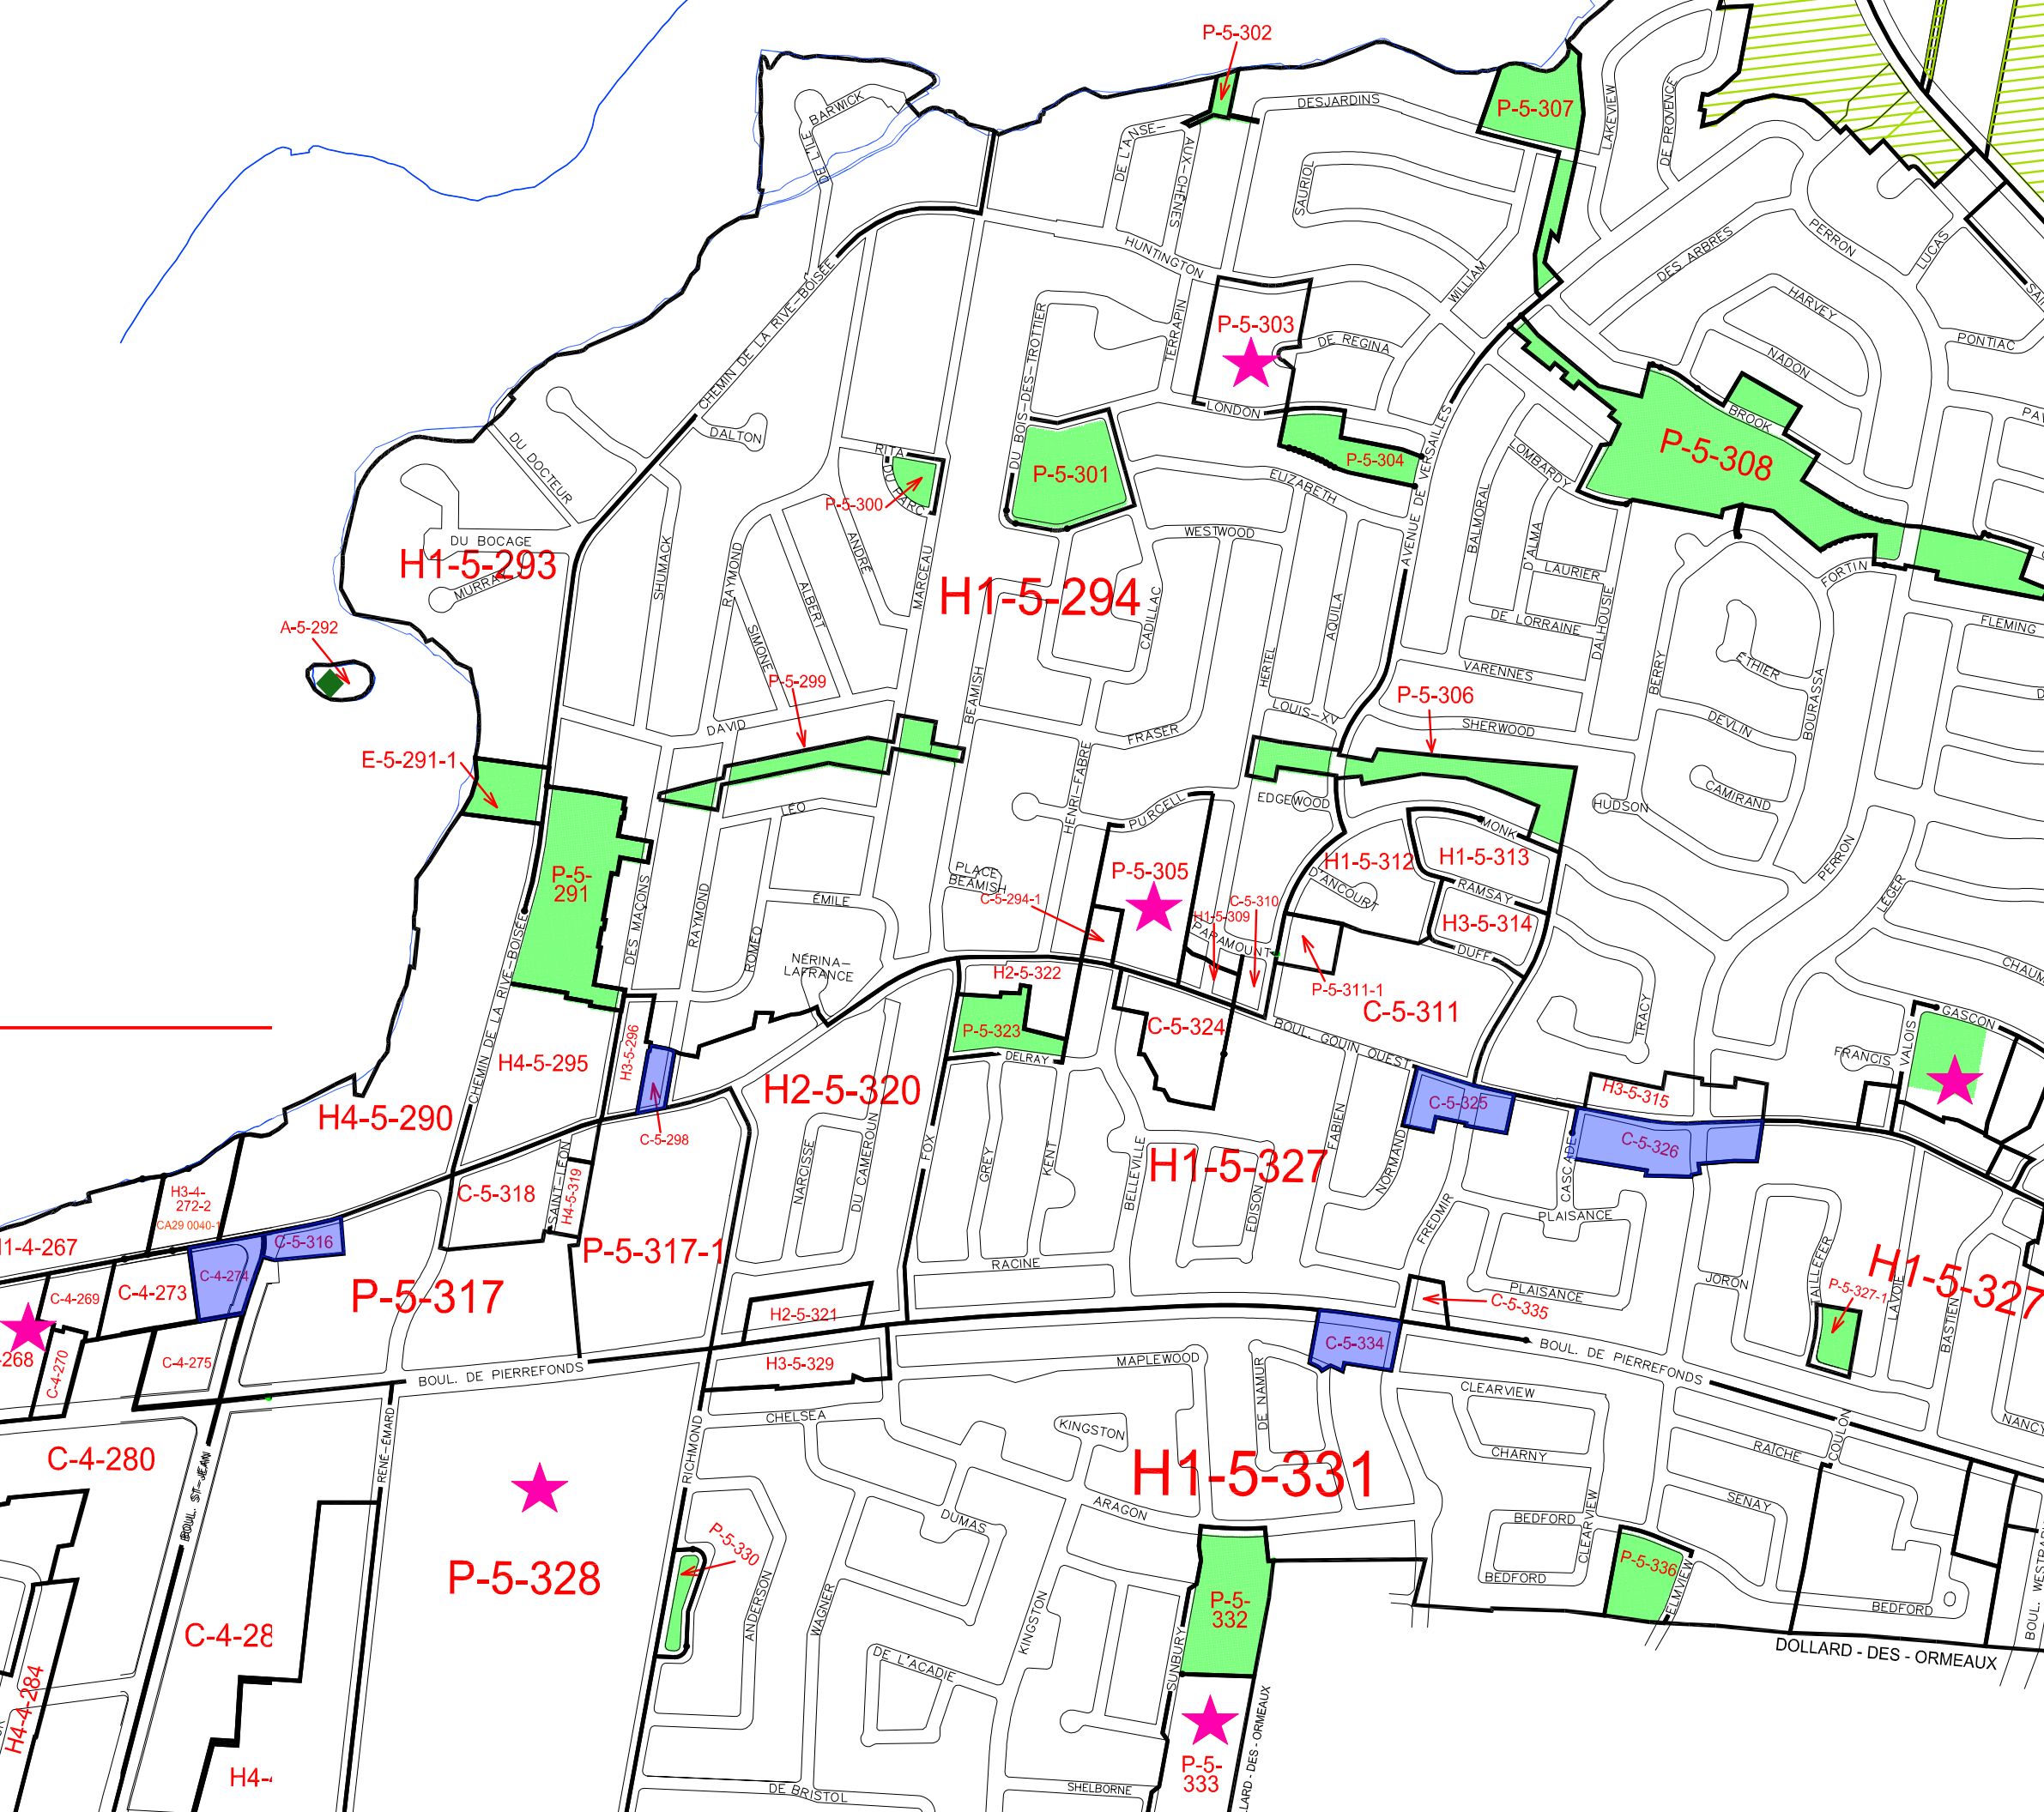 P-5-302
BARWICK
DE L'ILE
DESJARDINS
P-5-307
LAKEVIEW
DE PROVENCE
DE L'ANSE-
AUX-CHÊNES
SAURIOL
HUNTINGTON
WILLIAM
DES ARBRES
PERRON
LUCAS
CHEMIN DE LA RIVE-BOISÉE
TERRAPIN
P-5-303
DE REGINA
HARVEY
NADON
PONTIAC
DU BOIS-DES-TROTTIER
LONDON
BROOK
DALTON
DU DOCTEUR
RITA
DU PARC
P-5-300
P-5-301
P-5-304
P-5-308
LOMBARDY
ELIZABETH
AVENUE DE VERSAILLES
BALMORAL
D'ALMA
WESTWOOD
DU BOCAGE
H1-5-293
SHUMACK
RAYMOND
ANDRÉ
ALBERT
MARCEAU
H1-5-294
CADILLAC
AQUILA
LAURIER
FORTIN
DE LORRAINE
DALHOUSIE
FLEMING
A-5-292
SIMONE
P-5-299
BEAMISH
HERTEL
VARENNES
BERRY
ÉTHIER
BOURASSA
DAVID
FRASER
LOUIS-XV
P-5-306
SHERWOOD
DEVLIN
E-5-291-1
LÉO
HENRI-FABRE
PURCELL
EDGEWOOD
HUDSON
CAMIRAND
MONK
P-5-
291
PLACE
BEAMISH
P-5-305
H1-5-312
H1-5-313
PERRON
LÉGER
DES MAÇONS
RAYMOND
ÉMILE
C-5-294-1
H1-5-309
C-5-310
D'ANCOURT
RAMSAY
H3-5-314
ROMÉO
NÉRINA-
LAFRANCE
PARAMOUNT
DUFF
CHEMIN DE LA RIVE-BOISÉE
H2-5-322
P-5-311-1
C-5-311
P-5-323
C-5-324
TRACY
VALOIS
GASCON
H3-5-296
H4-5-295
DELRAY
BOUL. GOUIN OUEST
FRANCIS
H4-5-290
H2-5-320
C-5-298
C-5-325
H3-5-315
C-5-326
CASCADE
FABIEN
NORMAND
FOX
GREY
KENT
BELLEVILLE
H1-5-327
EDISON
NARCISSE
DU CAMEROUN
H3-4-
272-2
CA29 0040-1
C-5-318
SAINT-LÉON
H4-5-319
PLAISANCE
FREDMIR
C-5-316
C-4-274
P-5-317-1
RACINE
C-4-269
C-4-273
P-5-317
H2-5-321
PLAISANCE
C-5-335
JORON
P-5-327-1
LAVOIE
BASTIEN
H1-5-327
C-4-270
C-4-275
H3-5-329
C-5-334
MAPLEWOOD
DE NAMUR
BOUL. DE PIERREFONDS
BOUL. DE PIERREFONDS
CLEARVIEW
NANCY
CHELSEA
KINGSTON
COULON
RAICHE
C-4-280
BOUL. ST-JEAN
RENÉ-ÉMARD
RICHMOND
H1-5-331
CHARNY
SENAY
ARAGON
DUMAS
BEDFORD
CLEARVIEW
P-5-328
P-5-330
ANDERSON
WAGNER
KINGSTON
P-5-
332
P-5-336
BEDFORD
ELMVIEW
BEDFORD
DOLLARD - DES - ORMEAUX
H4-4-284
DE L'ACADIE
SUNBURY
P-5-
333
SHELBORNE
DE BRISTOL